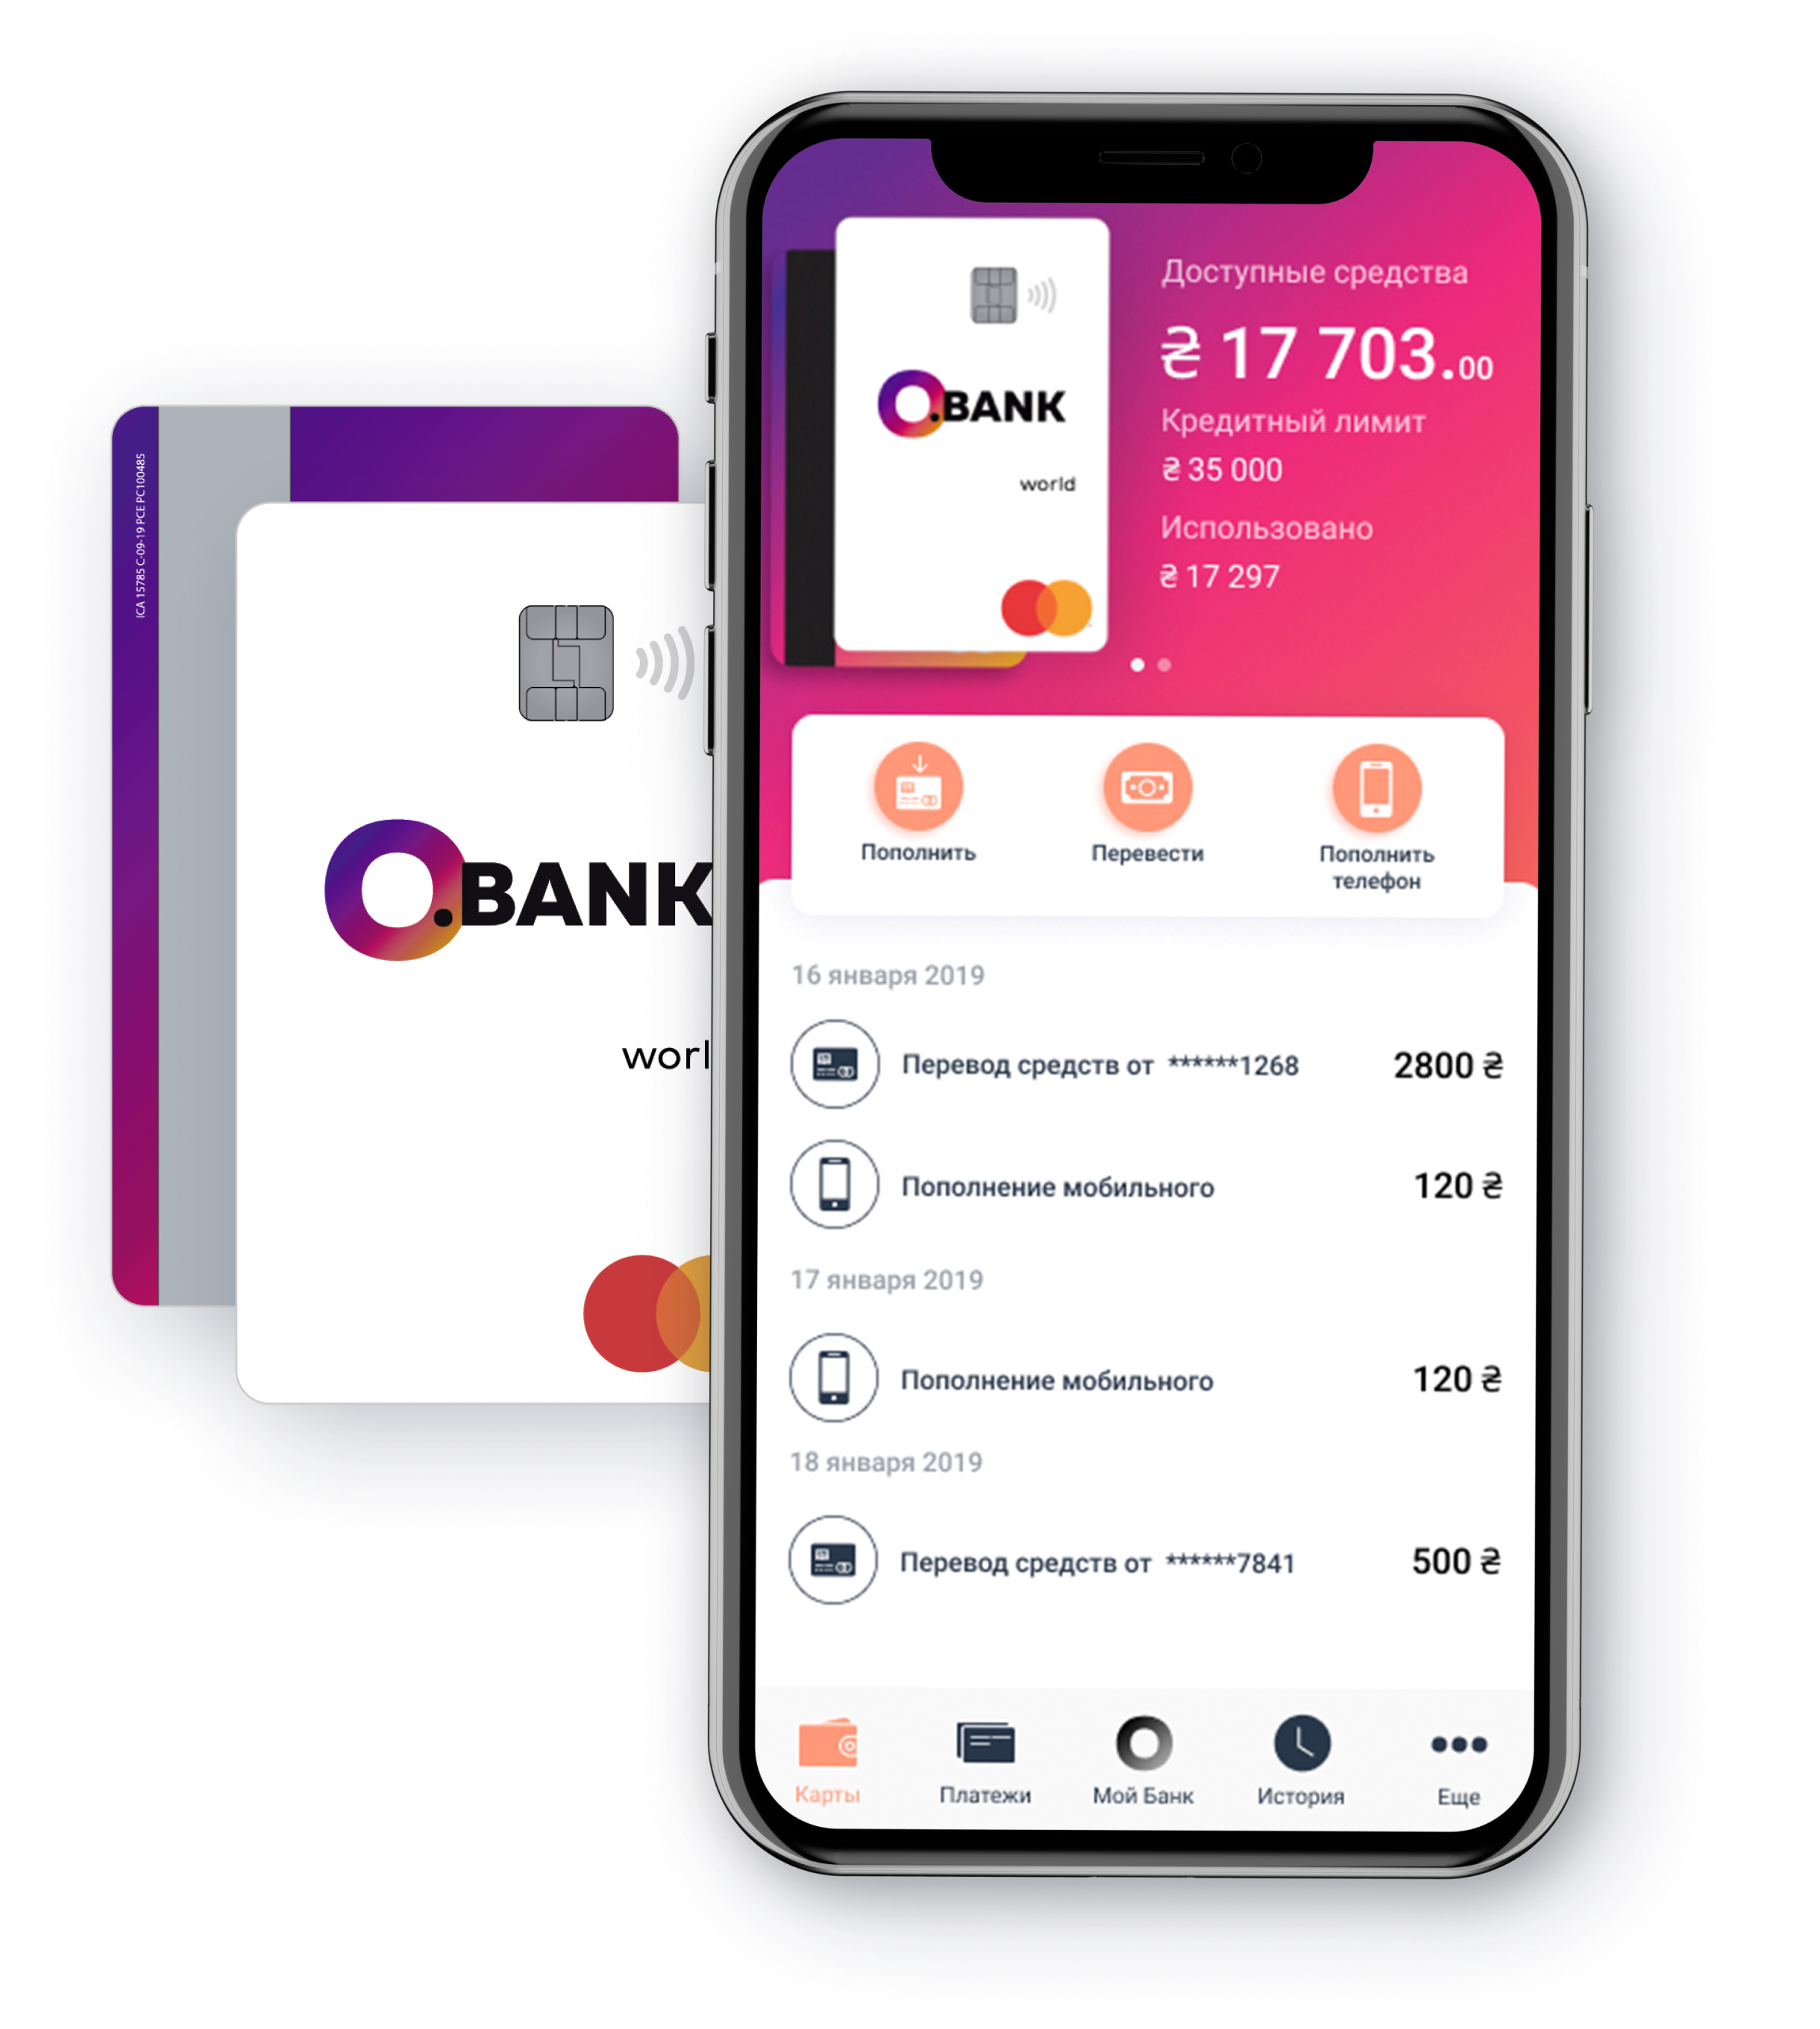 ICA 15785 C-09-19 PCE PC100485
O.BANK
worl
O.BANK
world
Доступные средства
₴ 17 703.00
Кредитный лимит
₴ 35 000
Использовано
₴ 17 297
Пополнить
Перевести
Пополнить
телефон
16 января 2019
Перевод средств от ******1268 2800 ₴
Пополнение мобильного 120 ₴
17 января 2019
Пополнение мобильного 120 ₴
18 января 2019
Перевод средств от ******7841 500 ₴
Карты Платежи Мой Банк История Еще